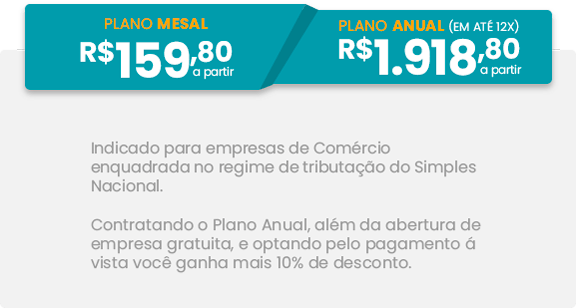 PLANO MESAL
R$159,80
a partir
PLANO ANUAL (EM ATÉ 12X)
R$1.918,80
a partir
Indicado para empresas de Comércio
enquadrada no regime de tributação do Simples
Nacional.
Contratando o Plano Anual, além da abertura de
empresa gratuita, e optando pelo pagamento á
vista você ganha mais 10% de desconto.